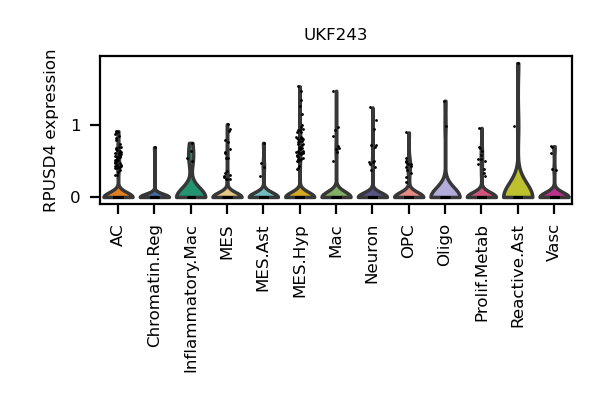 UKF243
RPUSD4 expression
1
0
AC
Chromatin.Reg
Inflammatory.Mac
MES
MES.Ast
MES.Hyp
Mac
Neuron
OPC
Oligo
Prolif.Metab
Reactive.Ast
Vasc